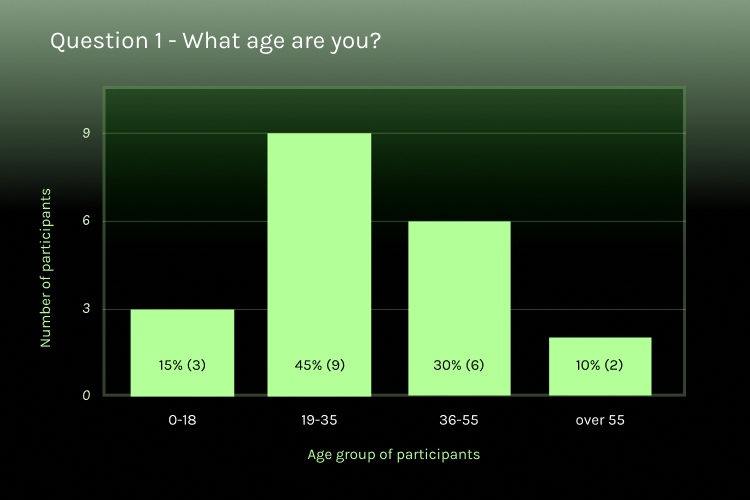 Question 1 - What age are you?
Number of participants
9
6
3
0
15% (3)
45% (9)
30% (6)
10% (2)
0-18
19-35
36-55
over 55
Age group of participants